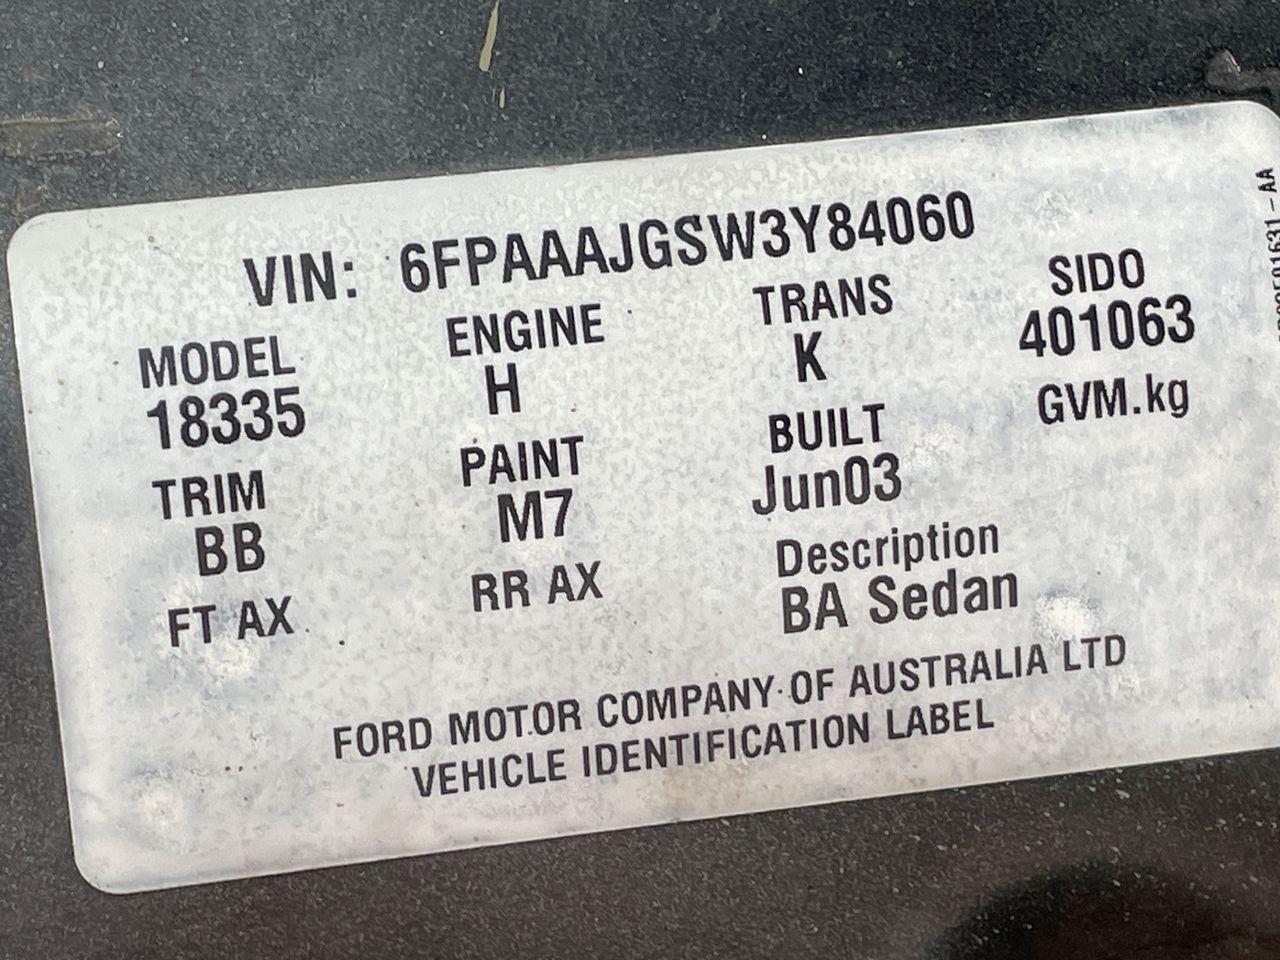 VIN: 6FPAAAJGSW3Y84060
MODEL ENGINE TRANS SIDO
18335 H K 401063
TRIM PAINT BUILT GVM.kg
BB M7 Jun03
FT AX RR AX Description
BA Sedan
FORD MOTOR COMPANY OF AUSTRALIA LTD
VEHICLE IDENTIFICATION LABEL